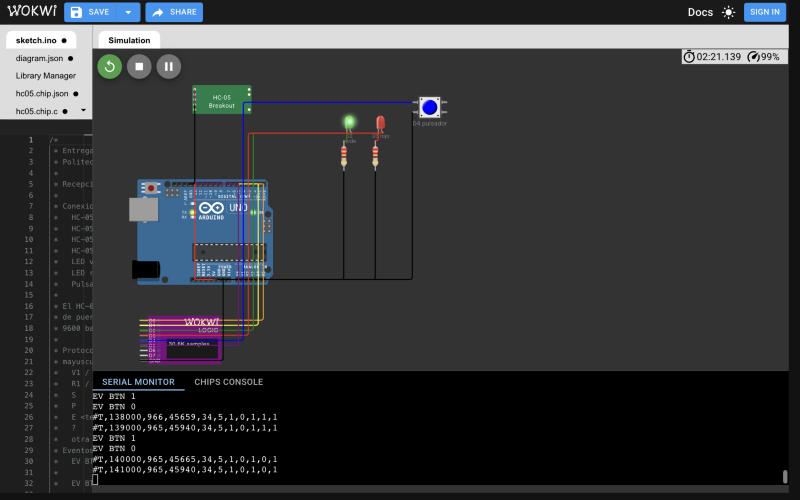 WOKWI
SAVE
SHARE
Docs
SIGN IN
sketch.ino
diagram.json
Library Manager
hc05.chip.json
hc05.chip.c
Simulation
02:21.139
99%
HC-05
Breakout
D4 pulsador
UNO
ARDUINO
WOKWI
LOGIC
1 /*
2 * Entrega
3 * Politec
4 *
5 * Recepci
6 *
7 * Conexio
8 * HC-05
9 * HC-05
10 * HC-05
11 * HC-05
12 * LED v
13 * LED r
14 * Pulsa
15 *
16 * El HC-0
17 * de puer
18 * 9600 ba
19 *
20 * Protoco
21 mayuscu
22 * V1 /
23 * R1 /
24 * S
25 * P
26 * E <te
27 * ?
28 * otra
29 * Eventos
30 * EV BT
31 *
32 * EV BT
SERIAL MONITOR
CHIPS CONSOLE
EV BTN 1
EV BTN 0
#T,138000,966,45659,34,5,1,0,1,1,1
#T,139000,965,45940,34,5,1,0,1,1,1
EV BTN 1
EV BTN 0
#T,140000,965,45665,34,5,1,0,1,0,1
#T,141000,965,45940,34,5,1,0,1,0,1